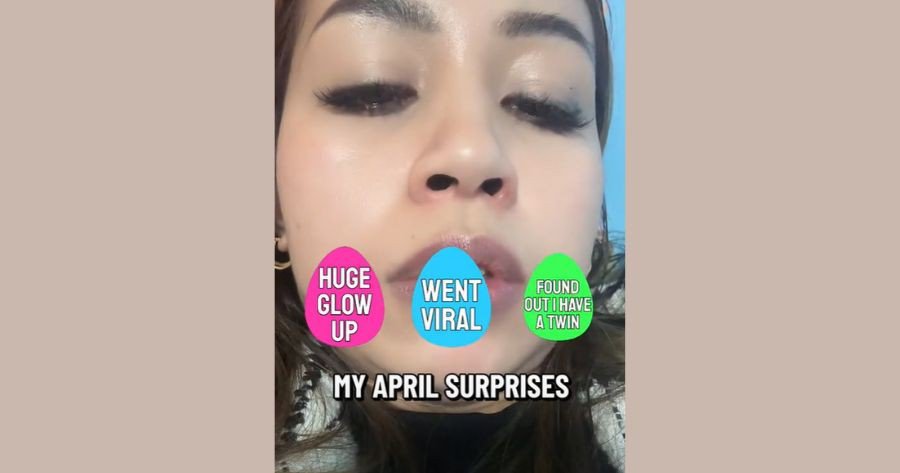 HUGE
GLOW
UP
WENT
VIRAL
FOUND
OUT I HAVE
A TWIN
MY APRIL SURPRISES